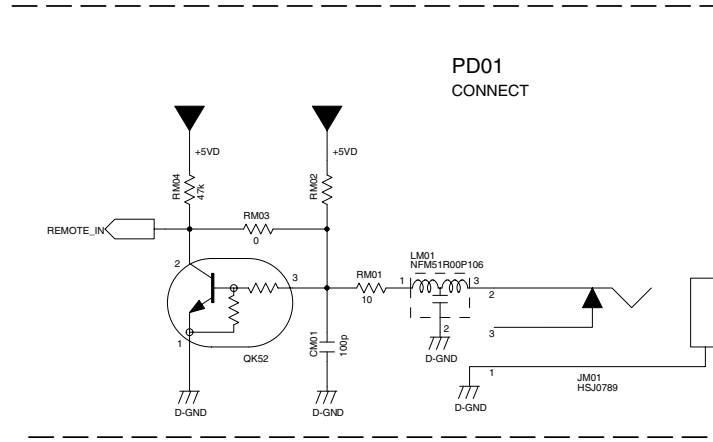 PD01
CONNECT
+5VD
+5VD
RM04
47k
RM02
RM03
0
REMOTE_IN
2
3
1
QK52
RM01
10
LM01
NFM51R00P106
1
3
2
2
3
CM01
100p
D-GND
D-GND
D-GND
1
D-GND
JM01
HSJ0789